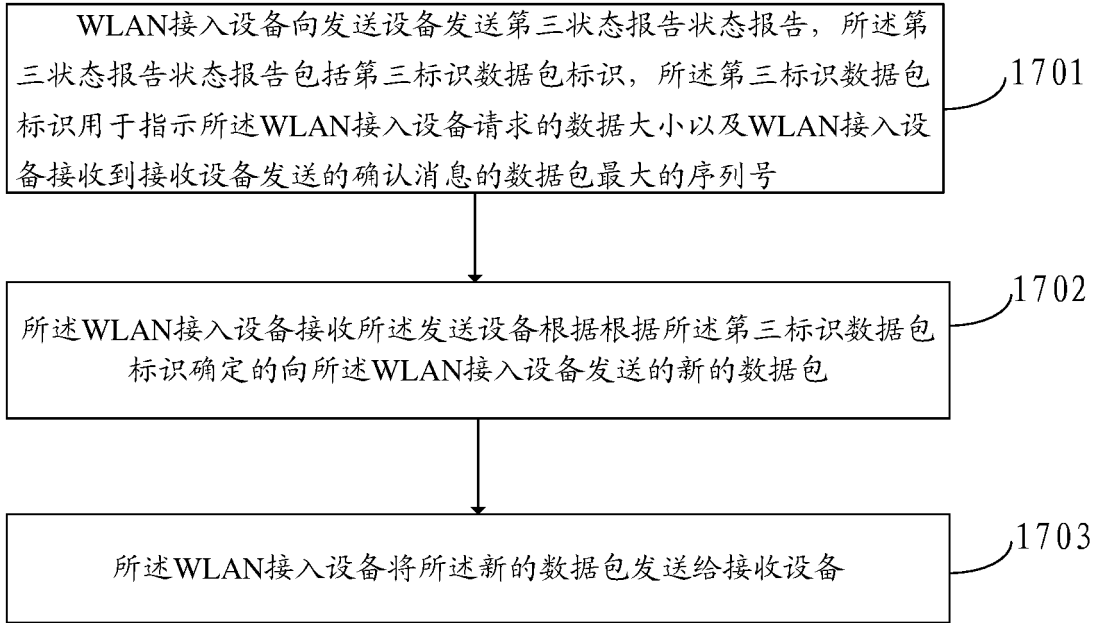 WLAN接入设备向发送设备发送第三状态报告状态报告，所述第
三状态报告状态报告包括第三标识数据包标识，所述第三标识数据包
标识用于指示所述WLAN接入设备请求的数据大小以及WLAN接入设
备接收到接收设备发送的确认消息的数据包最大的序列号
1701
所述WLAN接入设备接收所述发送设备根据根据所述第三标识数据包
标识确定的向所述WLAN接入设备发送的新的数据包
1702
所述WLAN接入设备将所述新的数据包发送给接收设备
1703